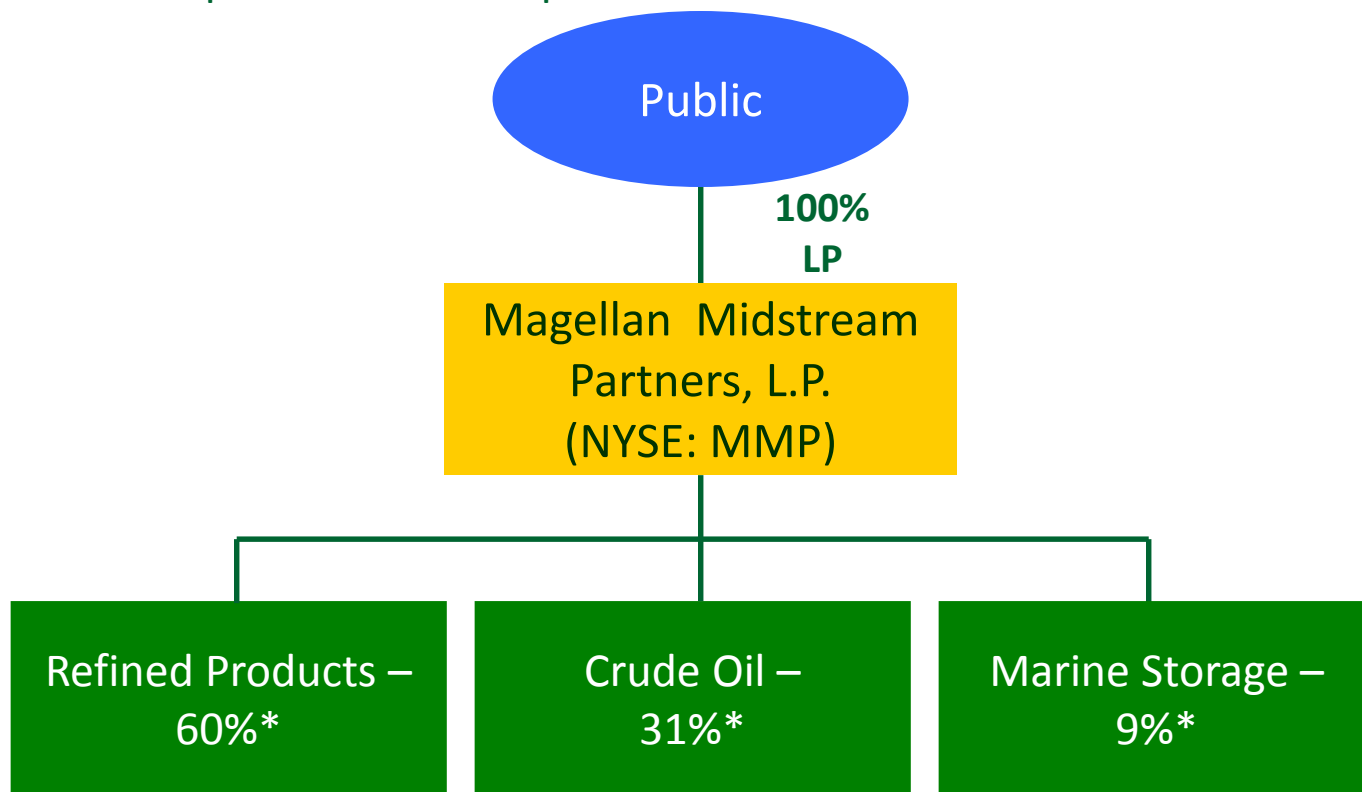 Public
100%
LP
Magellan Midstream
Partners, L.P.
(NYSE: MMP)
Refined Products –
60%*
Crude Oil –
31%*
Marine Storage –
9%*